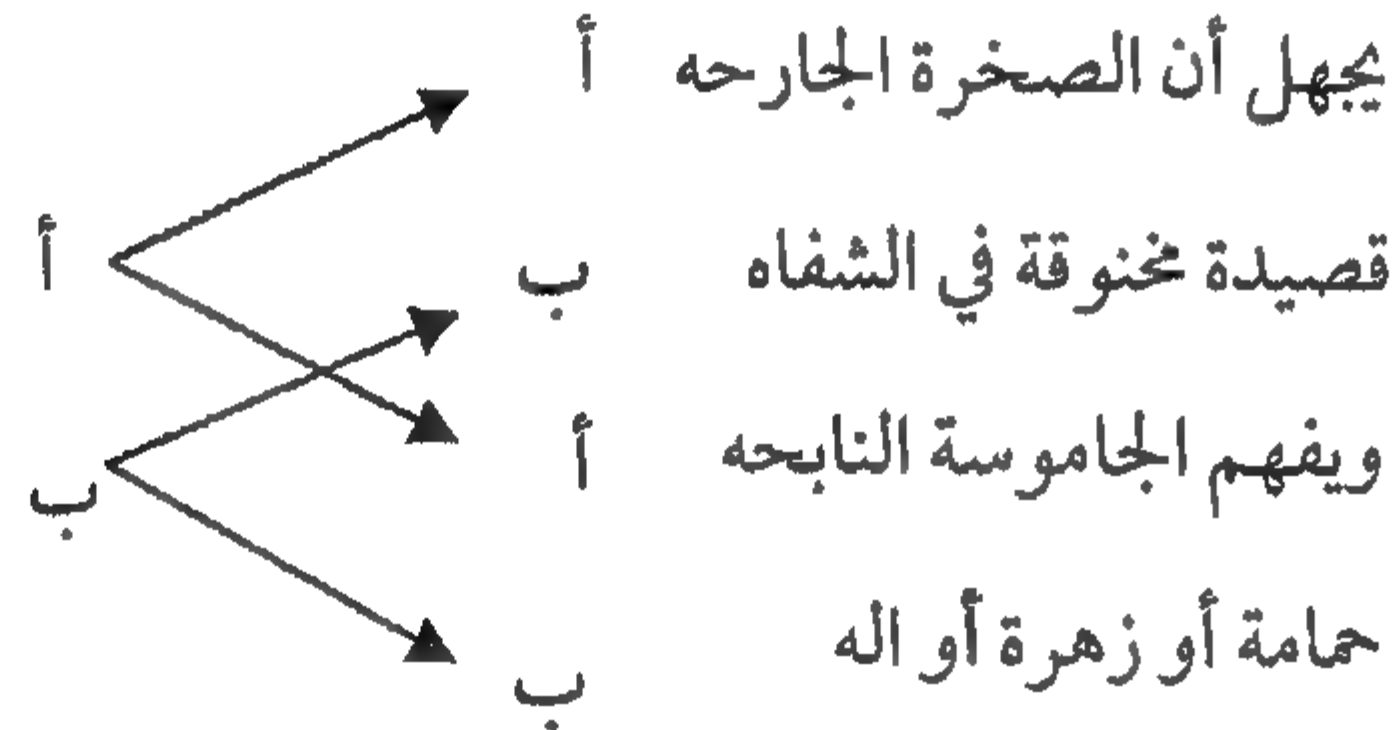 يجهل أن الصخرة الجارحه أ
أ
قصيدة مخنوقة في الشفاه ب
ويفهم الجاموسة النابحه أ
ب
حمامة أو زهرة أو اله ب